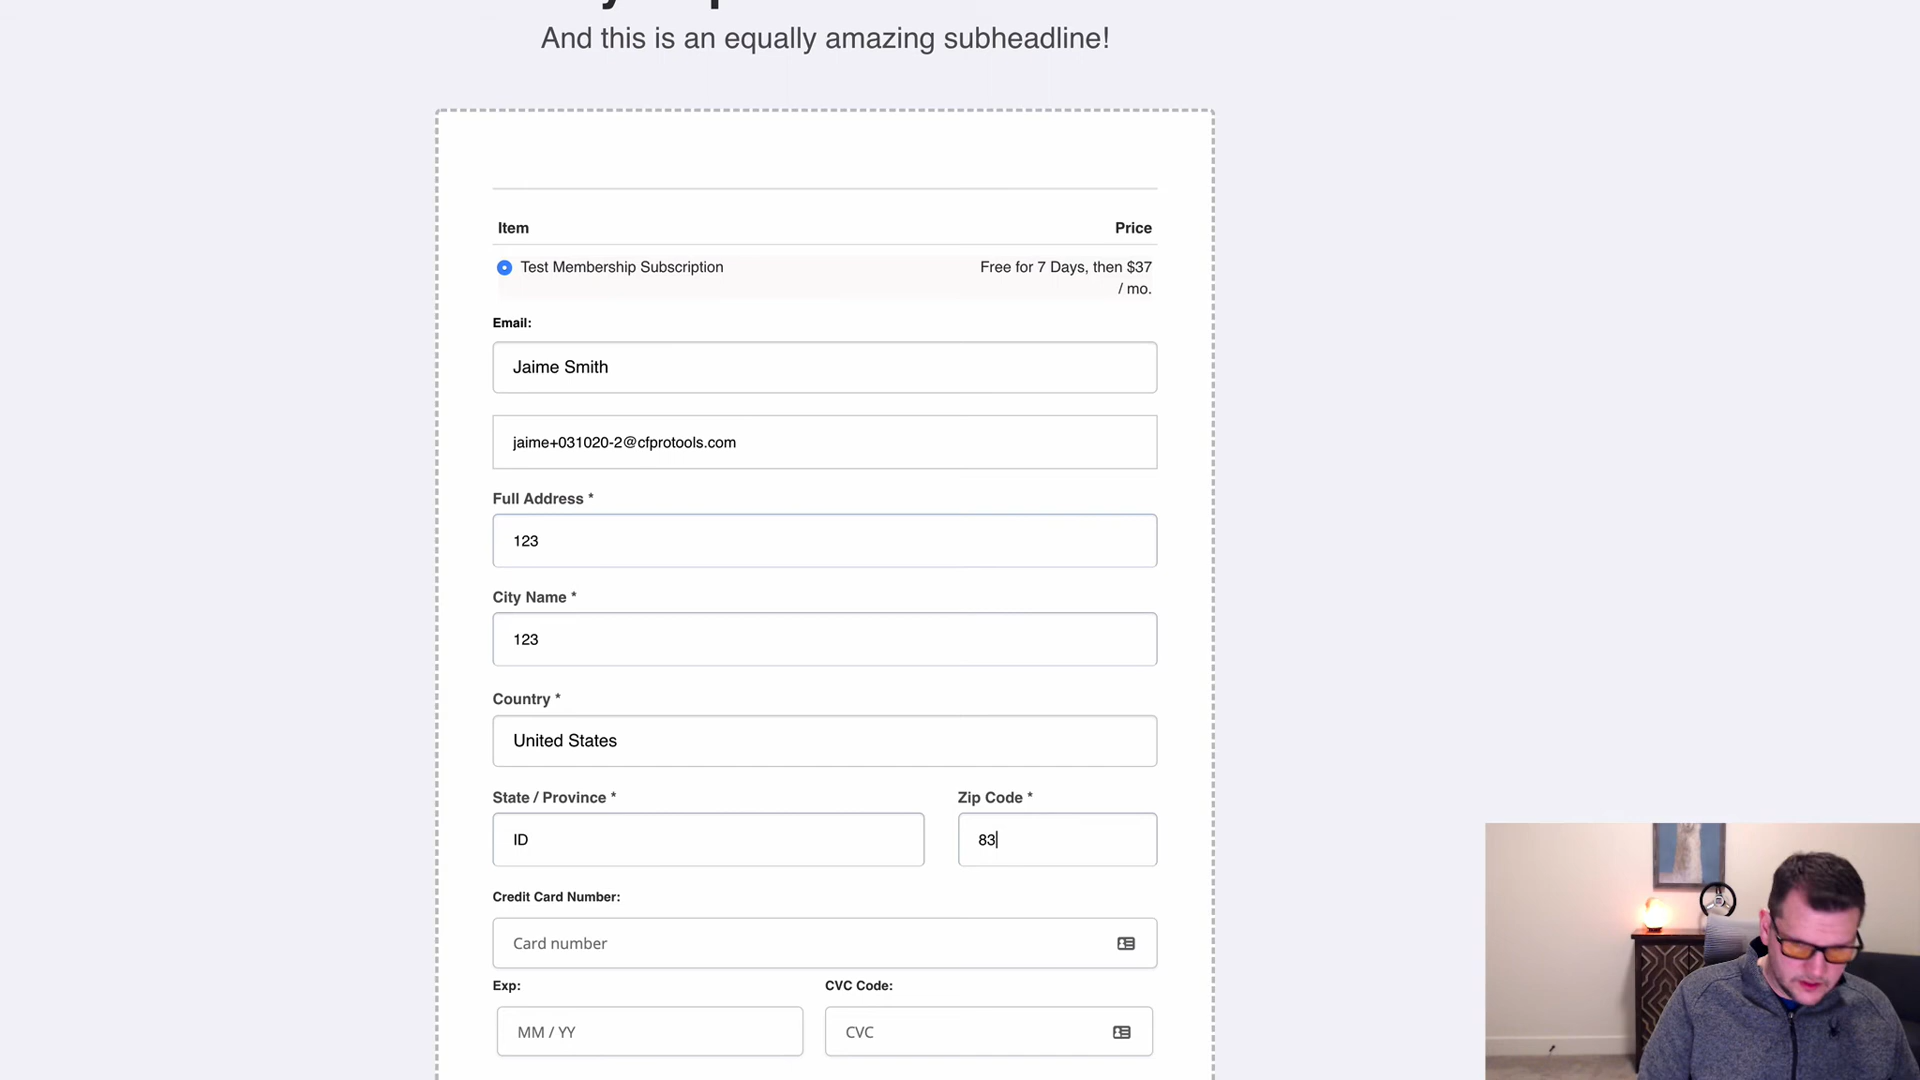 And this is an equally amazing subheadline!
Item Price
Test Membership Subscription Free for 7 Days, then $37
/ mo.
Email:
Jaime Smith
jaime+031020-2@cfprotools.com
Full Address *
123
City Name *
123
Country *
United States
State / Province * Zip Code *
ID 83
Credit Card Number:
Card number
Exp: CVC Code:
MM / YY CVC